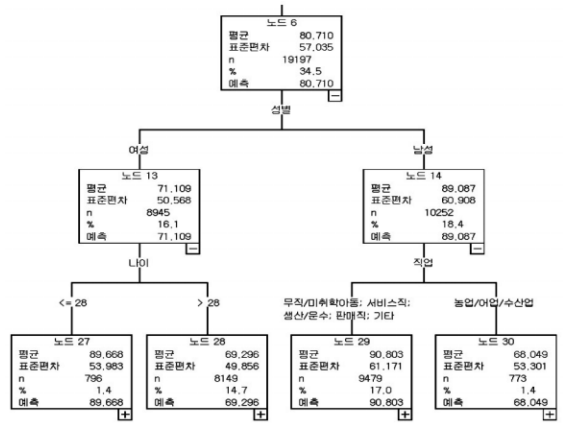 노드 6
평균 80,710
표준편차 57,035
n 19197
% 34,5
예측 80,710
성별
여성
남성
노드 13
평균 71,109
표준편차 50,568
n 8945
% 16,1
예측 71,109
노드 14
평균 89,087
표준편차 60,908
n 10252
% 18,4
예측 89,087
나이
직업
<= 28
> 28
무직/미취학아동; 서비스직;
생산/운수; 판매직; 기타
농업/어업/수산업
노드 27
평균 89,668
표준편차 53,983
n 796
% 1,4
예측 89,668
노드 28
평균 69,296
표준편차 49,856
n 8149
% 14,7
예측 69,296
노드 29
평균 90,803
표준편차 61,171
n 9479
% 17,0
예측 90,803
노드 30
평균 68,049
표준편차 53,301
n 773
% 1,4
예측 68,049